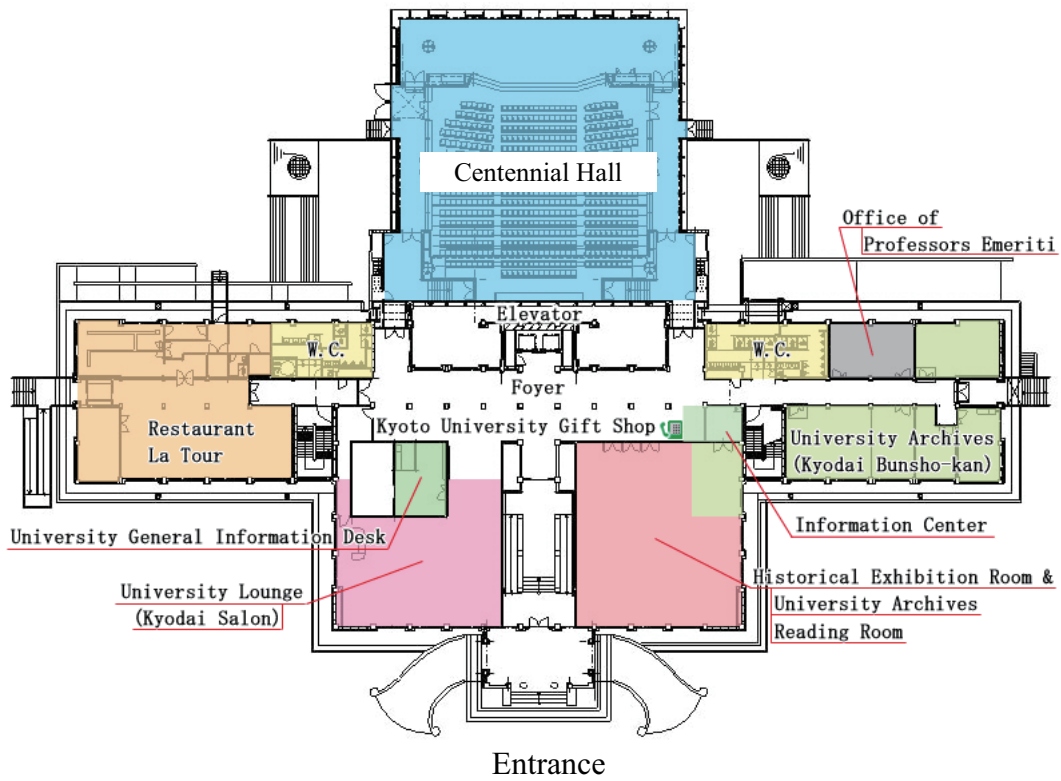 Centennial Hall
Office of
Professors Emeriti
Elevator
W.C.
W.C.
Foyer
Kyoto University Gift Shop
Restaurant
La Tour
University Archives
(Kyodai Bunsho-kan)
University General Information Desk
Information Center
University Lounge
(Kyodai Salon)
Historical Exhibition Room &
University Archives
Reading Room
Entrance